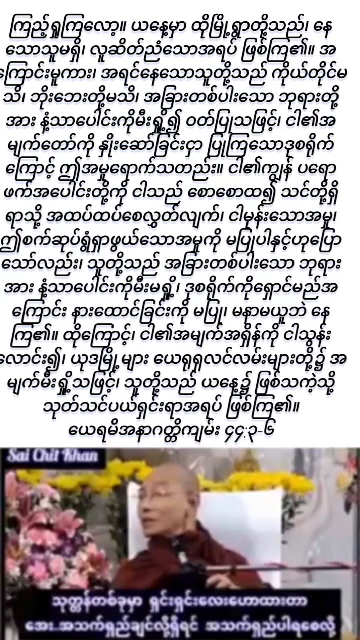 ကြည့်ရှုကြလော့။ ယနေ့မှာ ထိုမြို့ရွာတို့သည်၊ နေ
သောသူမရှိ၊ လူဆိတ်ညံသောအရပ် ဖြစ်ကြ၏။ အ
ကြောင်းမူကား၊ အရင်နေသောသူတို့သည် ကိုယ်တိုင်မ
သိ၊ ဘိုးဘေးတို့မသိ၊ အခြားတစ်ပါးသော ဘုရားတို့
အား နံ့သာပေါင်းကိုမီးရှို့၍ ဝတ်ပြုသဖြင့်၊ ငါ၏အ
မျက်တော်ကို နှိုးဆော်ခြင်းငှာ ပြုကြသောဒုစရိုက်
ကြောင့် ဤအမှုရောက်သတည်း။ ငါ၏ကျွန် ပရော
ဖက်အပေါင်းတို့ကို ငါသည် စောစောထ၍ သင်တို့ရှိ
ရာသို့ အထပ်ထပ်စေလွှတ်လျက်၊ ငါမုန်းသောအမှု၊
ဤစက်ဆုပ်ရွံရှာဖွယ်သောအမှုကို မပြုပါနှင့်ဟုပြော
သော်လည်း၊ သူတို့သည် အခြားတစ်ပါးသော ဘုရား
အား နံ့သာပေါင်းကိုမီးမရှို့၊ ဒုစရိုက်ကိုရှောင်မည်အ
ကြောင်း နားထောင်ခြင်းကို မပြု၊ မနာမယူဘဲ နေ
ကြ၏။ ထိုကြောင့်၊ ငါ၏အမျက်အရှိန်ကို ငါသွန်း
လောင်း၍၊ ယုဒမြို့များ ယေရုရှလင်လမ်းများတို့၌ အ
မျက်မီးရှို့သဖြင့်၊ သူတို့သည် ယနေ့၌ ဖြစ်သကဲ့သို့
သုတ်သင်ပယ်ရှင်းရာအရပ် ဖြစ်ကြ၏။
ယေရမိအနာဂတ္တိကျမ်း ၄၄:၃-၆
Sai Chit Khan
သုတ္တန်တစ်ခုမှာ ရှင်းရှင်းလေးဟောထားတာ
အေး..အသက်ရှည်ချင်လို့ရှိရင် အသက်ရှည်ပါရစေလို့